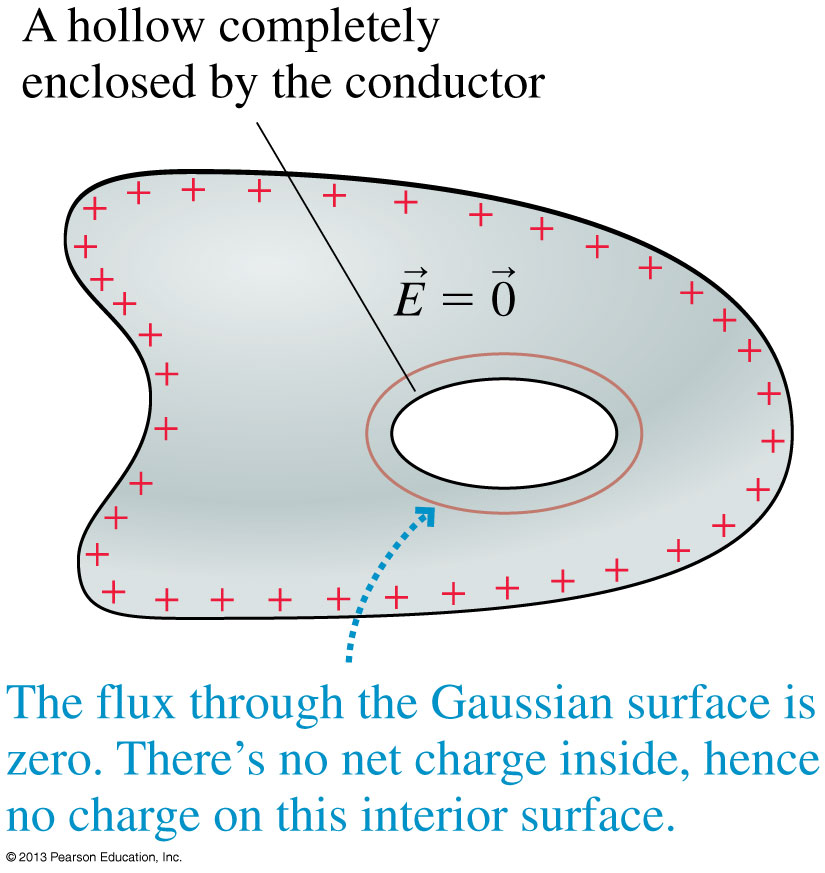 A hollow completely
enclosed by the conductor
E⃗ = 0⃗
The flux through the Gaussian surface is
zero. There’s no net charge inside, hence
no charge on this interior surface.
© 2013 Pearson Education, Inc.